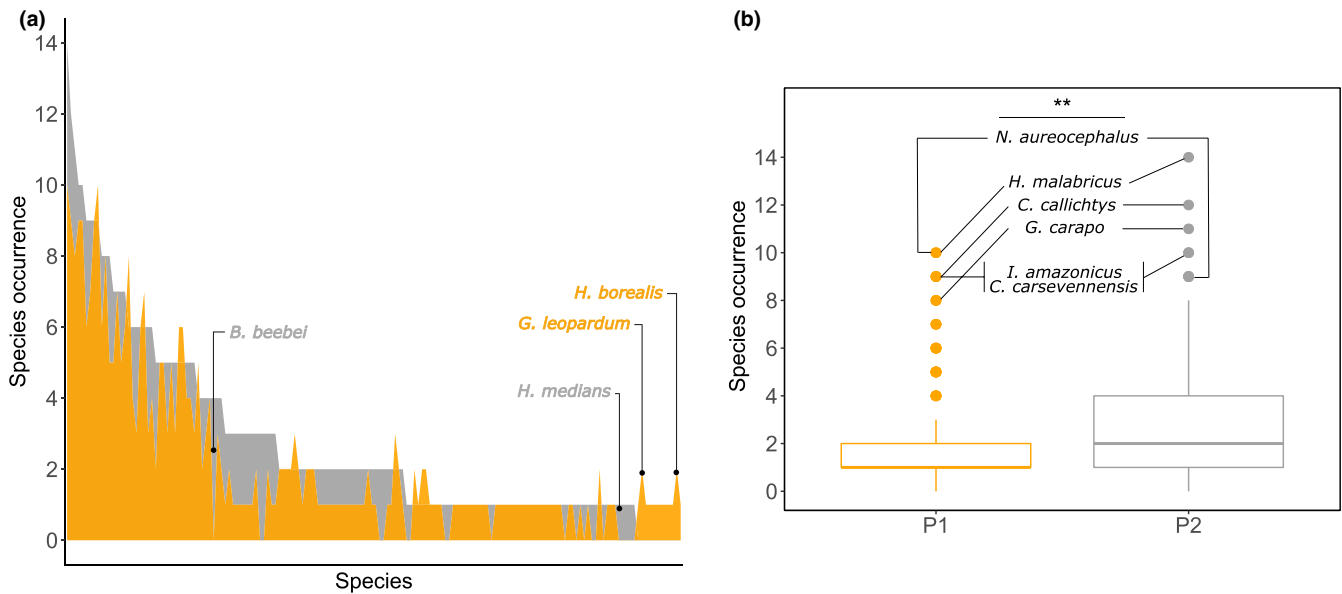 (a)
14
12
10
8
6
4
2
0
Species occurrence
Species
B. beebei
H. medians
G. leopardum
H. borealis
(b)
**
N. aureocephalus
H. malabricus
C. callichtys
G. carapo
I. amazonicus
C. carsevennensis
14
12
10
8
6
4
2
0
Species occurrence
P1
P2